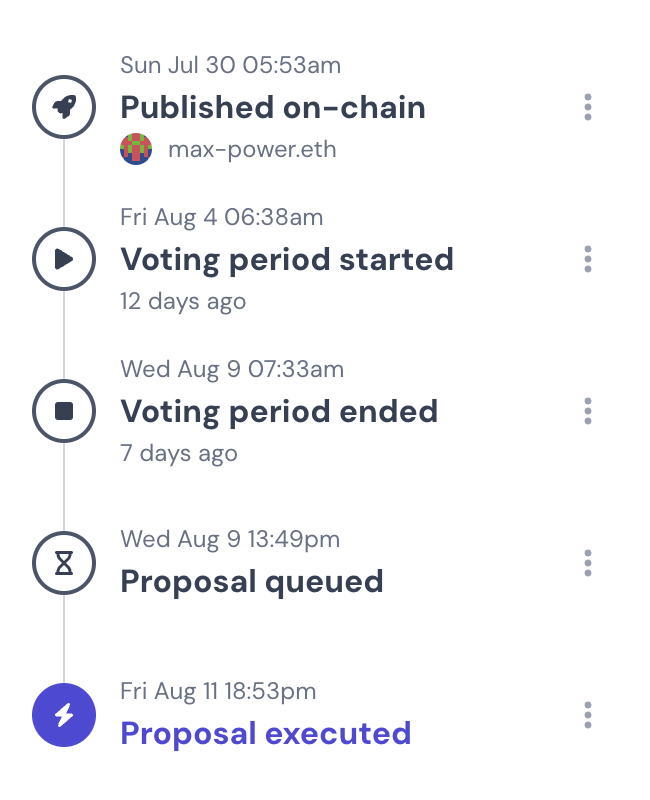 Sun Jul 30 05:53am
Published on-chain
max-power.eth
Fri Aug 4 06:38am
Voting period started
12 days ago
Wed Aug 9 07:33am
Voting period ended
7 days ago
Wed Aug 9 13:49pm
Proposal queued
Fri Aug 11 18:53pm
Proposal executed